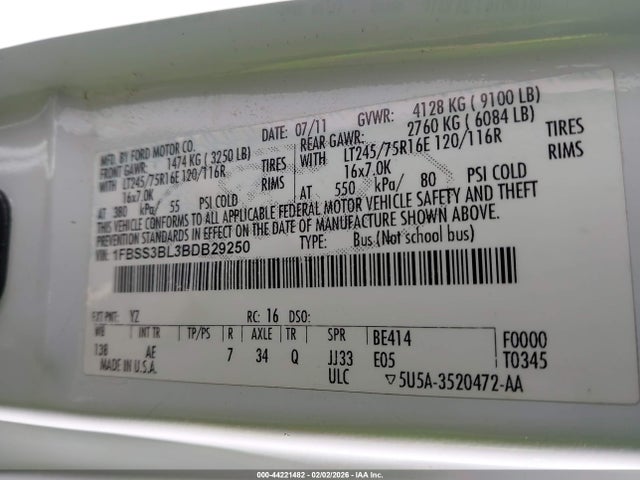 MFD. BY FORD MOTOR CO. DATE: 07/11 GVWR: 4128 KG ( 9100 LB)
FRONT GAWR: 1474 KG ( 3250 LB) REAR GAWR: 2760 KG ( 6084 LB)
WITH LT245/75R16E 120/116R TIRES WITH LT245/75R16E 120/116R TIRES
16x7.0K RIMS 16x7.0K RIMS
AT 380 kPa/ 55 PSI COLD AT 550 kPa/ 80 PSI COLD
THIS VEHICLE CONFORMS TO ALL APPLICABLE FEDERAL MOTOR VEHICLE SAFETY AND THEFT
PREVENTION STANDARDS IN EFFECT ON THE DATE OF MANUFACTURE SHOWN ABOVE.
VIN: 1FBSS3BL3BDB29250 TYPE: Bus (Not school bus)
EXT PNT: YZ RC: 16 DSO:
WB INT TR TP/PS R AXLE TR SPR BE414 F0000
138 AE 7 34 Q JJ33 E05 T0345
MADE IN U.S.A. ULC ▽5U5A-3520472-AA
000-44221482 - 02/02/2026 - IAA Inc.